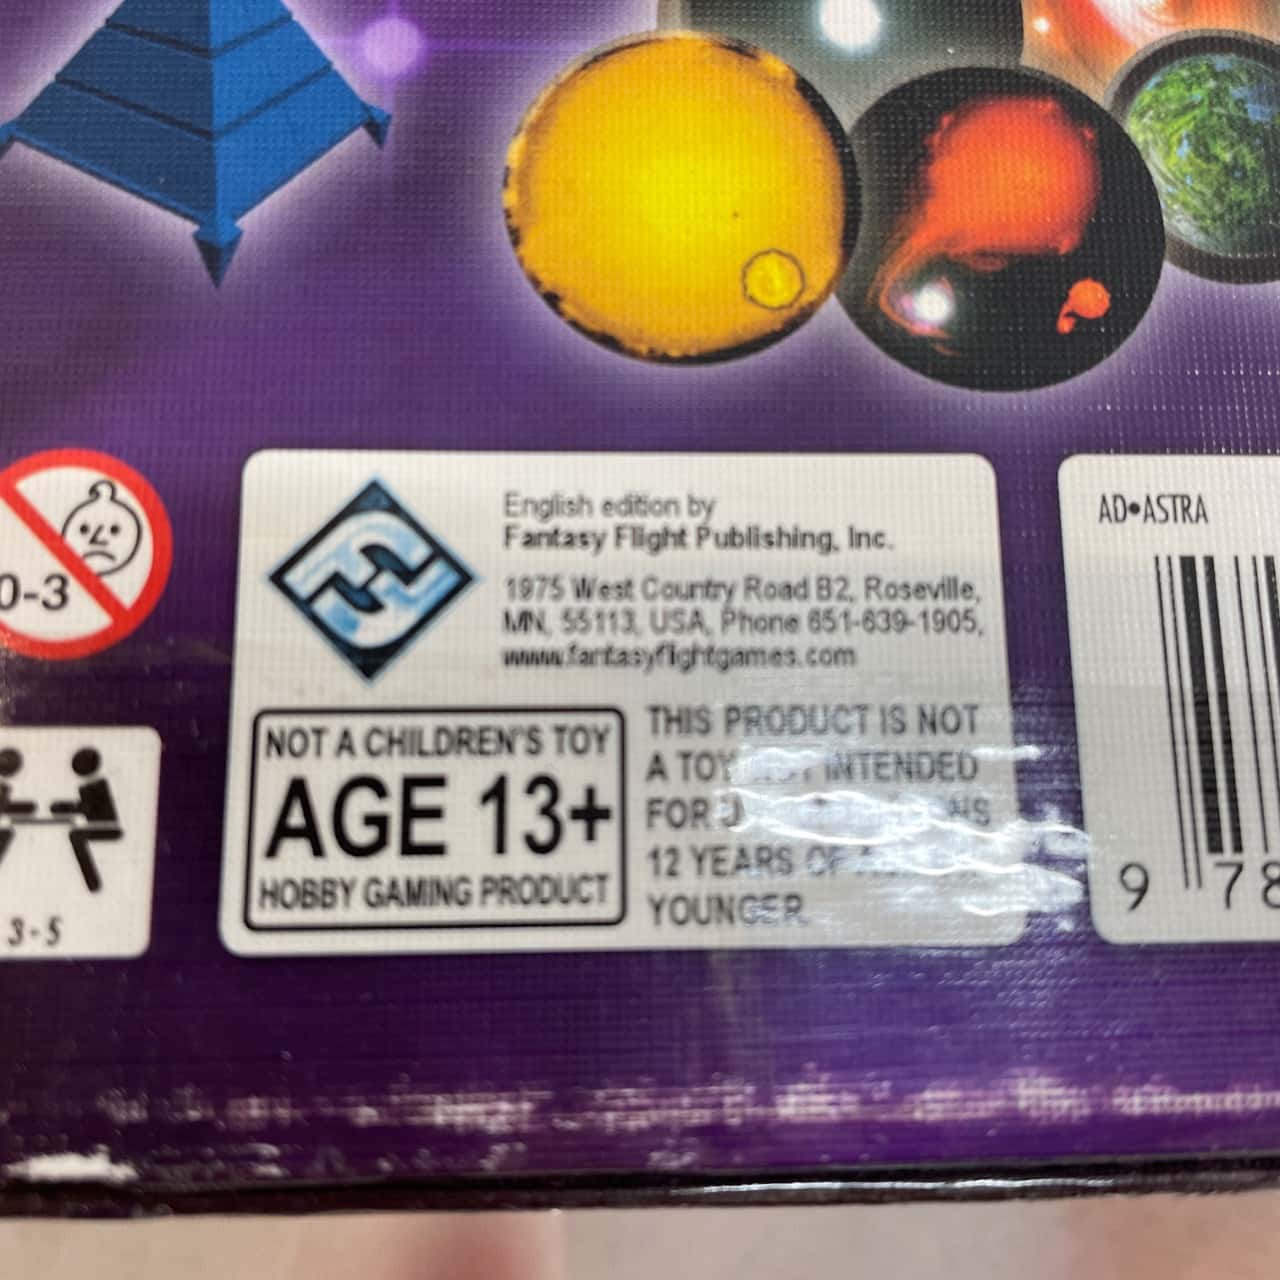 English edition by
Fantasy Flight Publishing, Inc.
1975 West Country Road B2, Roseville,
MN, 55113, USA, Phone 651-639-1905,
www.fantasyflightgames.com
AD•ASTRA
0-3
NOT A CHILDREN'S TOY
AGE 13+
HOBBY GAMING PRODUCT
THIS PRODUCT IS NOT
A TOY INTENDED
FOR
12 YEARS OF
YOUNGER.
3-5
9 78